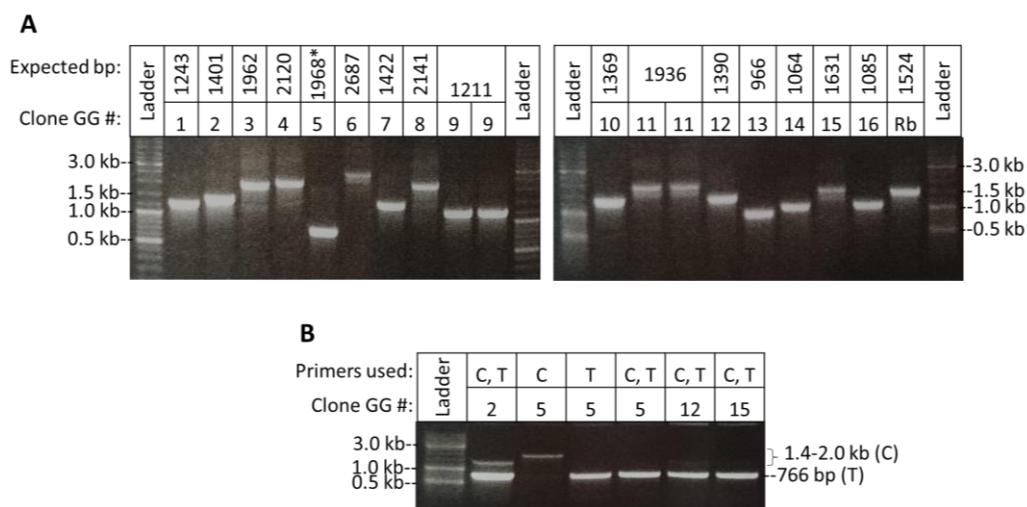 A
Expected bp: Ladder 1243 1401 1962 2120 1968* 2687 1422 2141 1211 Ladder
Clone GG #: 1 2 3 4 5 6 7 8 9 9
3.0 kb--
1.5 kb--
1.0 kb--
0.5 kb--
Ladder 1369 1936 1390 966 1064 1631 1085 1524 Ladder
10 11 11 12 13 14 15 16 Rb
--3.0 kb
--1.5 kb
--1.0 kb
--0.5 kb
B
Primers used: Ladder C, T C T C, T C, T C, T
Clone GG #: 2 5 5 5 12 15
3.0 kb--
1.0 kb--
0.5 kb--
1.4-2.0 kb (C)
--766 bp (T)